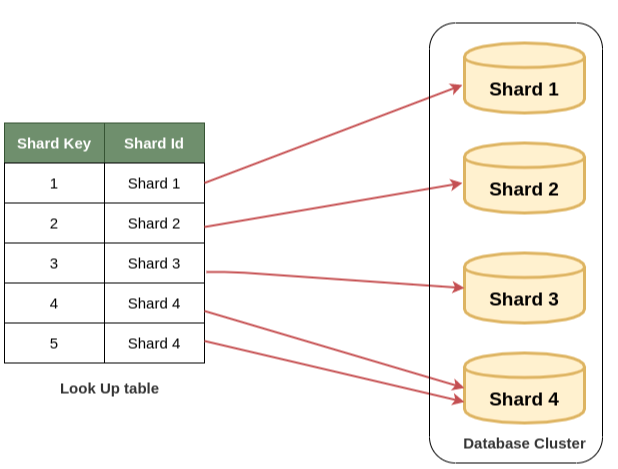 Shard Key Shard Id
1 Shard 1
2 Shard 2
3 Shard 3
4 Shard 4
5 Shard 4
Look Up table
Shard 1
Shard 2
Shard 3
Shard 4
Database Cluster